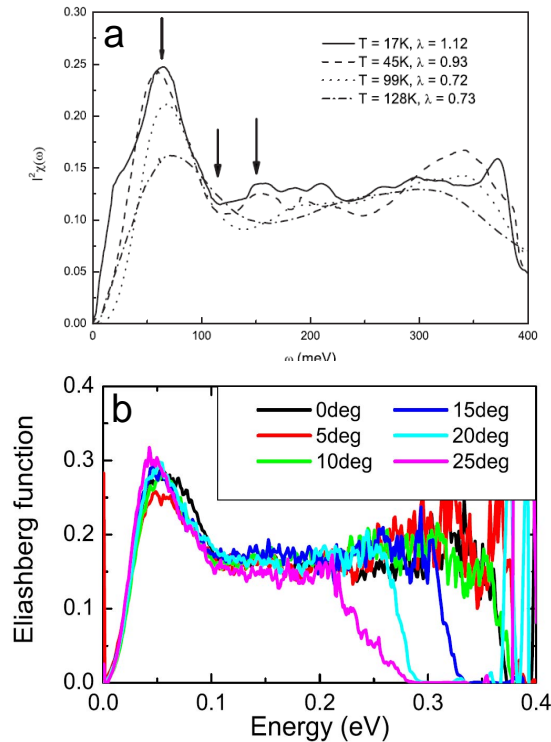 a
T = 17K, λ = 1.12
T = 45K, λ = 0.93
T = 99K, λ = 0.72
T = 128K, λ = 0.73
0.30
0.25
0.20
0.15
0.10
0.05
0.00
I²χ(ω)
0 100 200 300 400
ω (meV)
b
0deg 15deg
5deg 20deg
10deg 25deg
0.4
0.3
0.2
0.1
0.0
Eliashberg function
0.0 0.1 0.2 0.3 0.4
Energy (eV)